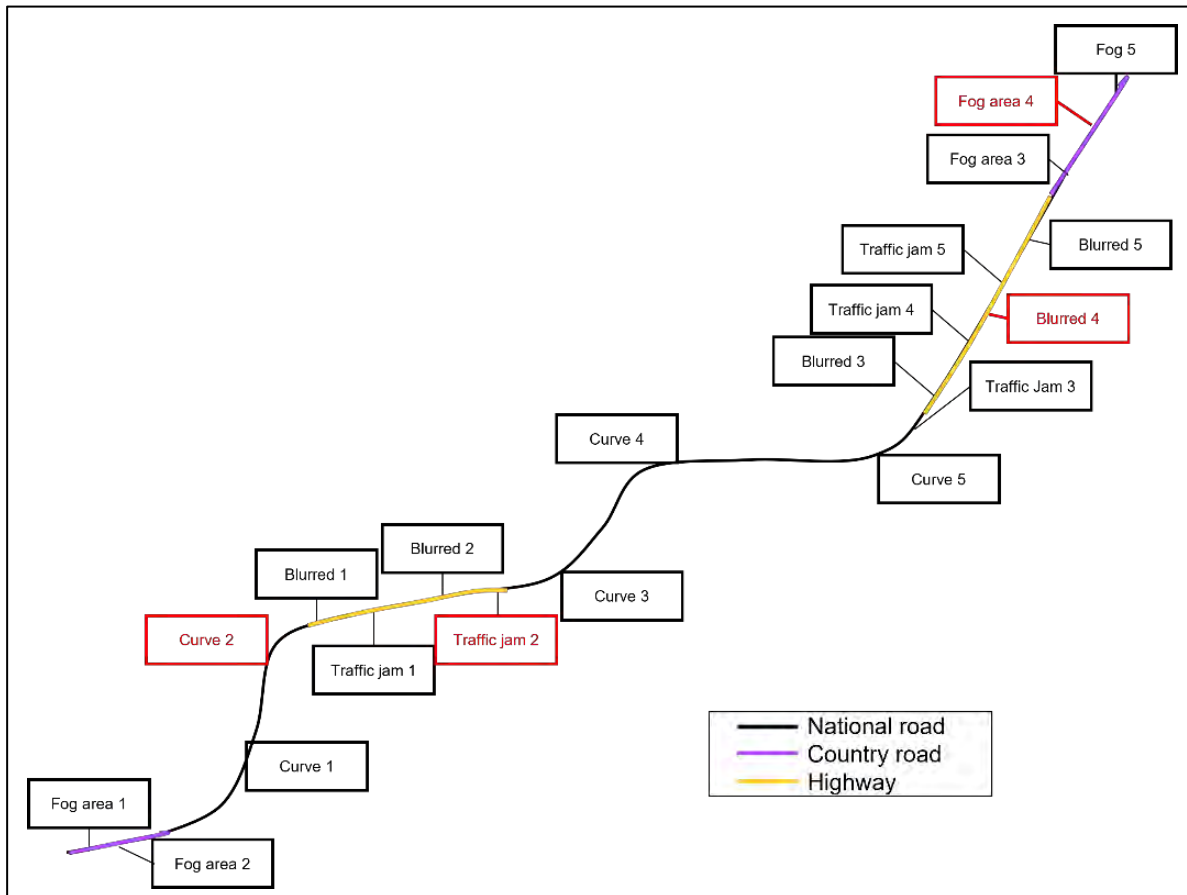 Fog 5
Fog area 4
Fog area 3
Traffic jam 5
Blurred 5
Traffic jam 4
Blurred 4
Blurred 3
Traffic Jam 3
Curve 4
Curve 5
Blurred 2
Blurred 1
Curve 3
Curve 2
Traffic jam 2
Traffic jam 1
National road
Country road
Highway
Curve 1
Fog area 1
Fog area 2